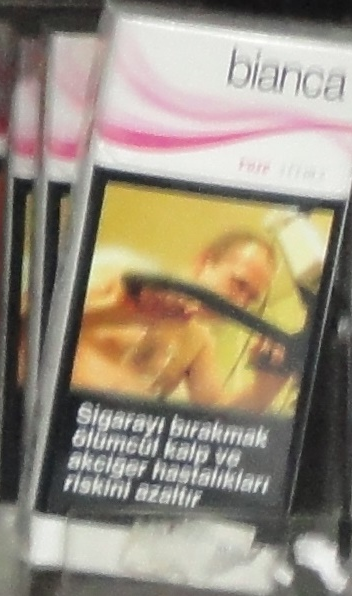 bianca
Sigarayı bırakmak
ölümcül kalp ve
akciğer hastalıkları
riskini azaltır